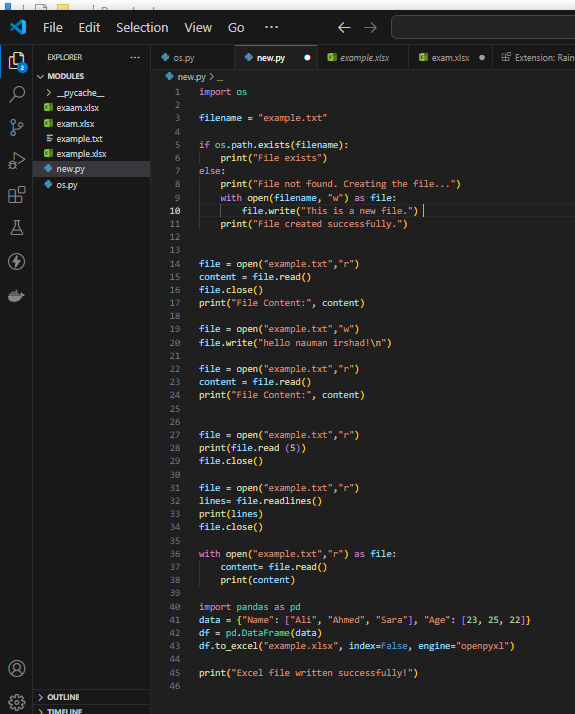 File Edit Selection View Go ...
EXPLORER ...
MODULES
__pycache__
exaam.xlsx
exam.xlsx
example.txt
example.xlsx
new.py
os.py
OUTLINE
TIMELINE
2
os.py
new.py
example.xlsx
exam.xlsx
Extension: Rain
new.py > ...
1 import os
2
3 filename = "example.txt"
4
5 if os.path.exists(filename):
6 print("File exists")
7 else:
8 print("File not found. Creating the file...")
9 with open(filename, "w") as file:
10 file.write("This is a new file.")
11 print("File created successfully.")
12
13
14 file = open("example.txt","r")
15 content = file.read()
16 file.close()
17 print("File Content:", content)
18
19 file = open("example.txt","w")
20 file.write("hello nauman irshad!\n")
21
22 file = open("example.txt","r")
23 content = file.read()
24 print("File Content:", content)
25
26
27 file = open("example.txt","r")
28 print(file.read (5))
29 file.close()
30
31 file = open("example.txt","r")
32 lines= file.readlines()
33 print(lines)
34 file.close()
35
36 with open("example.txt","r") as file:
37 content= file.read()
38 print(content)
39
40 import pandas as pd
41 data = {"Name": ["Ali", "Ahmed", "Sara"], "Age": [23, 25, 22]}
42 df = pd.DataFrame(data)
43 df.to_excel("example.xlsx", index=False, engine="openpyxl")
44
45 print("Excel file written successfully!")
46